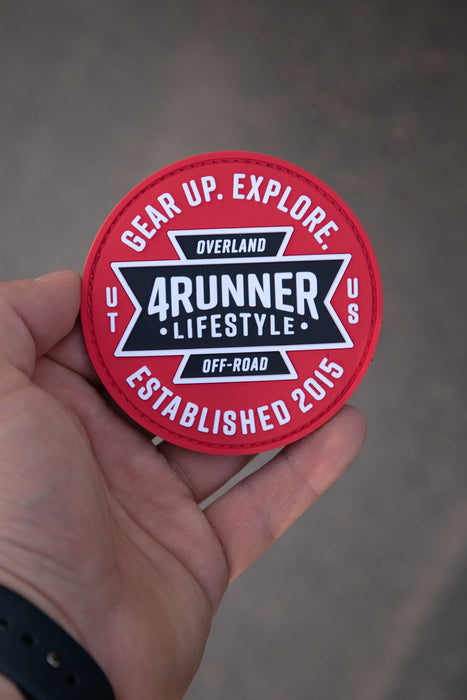 GEAR UP. EXPLORE.
OVERLAND
UT
4RUNNER
US
• LIFESTYLE •
OFF-ROAD
ESTABLISHED 2015